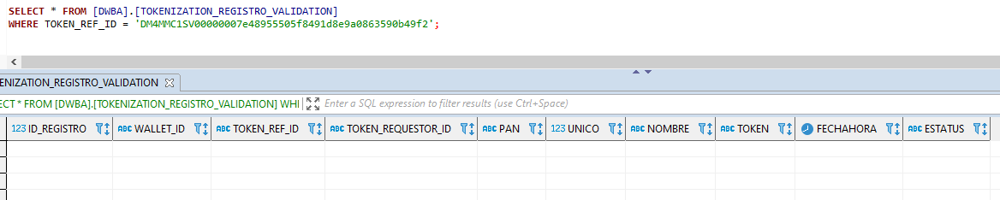 SELECT * FROM [DWBA].[TOKENIZATION_REGISTRO_VALIDATION]
WHERE TOKEN_REF_ID = 'DM4MMC1SV00000007e48955505f8491d8e9a0863590b49f2';
ENIZATION_REGISTRO_VALIDATION
ECT * FROM [DWBA].[TOKENIZATION_REGISTRO_VALIDATION] WHI Enter a SQL expression to filter results (use Ctrl+Space)
123 ID_REGISTRO ABC WALLET_ID ABC TOKEN_REF_ID ABC TOKEN_REQUESTOR_ID ABC PAN 123 UNICO ABC NOMBRE ABC TOKEN FECHAHORA ABC ESTATUS